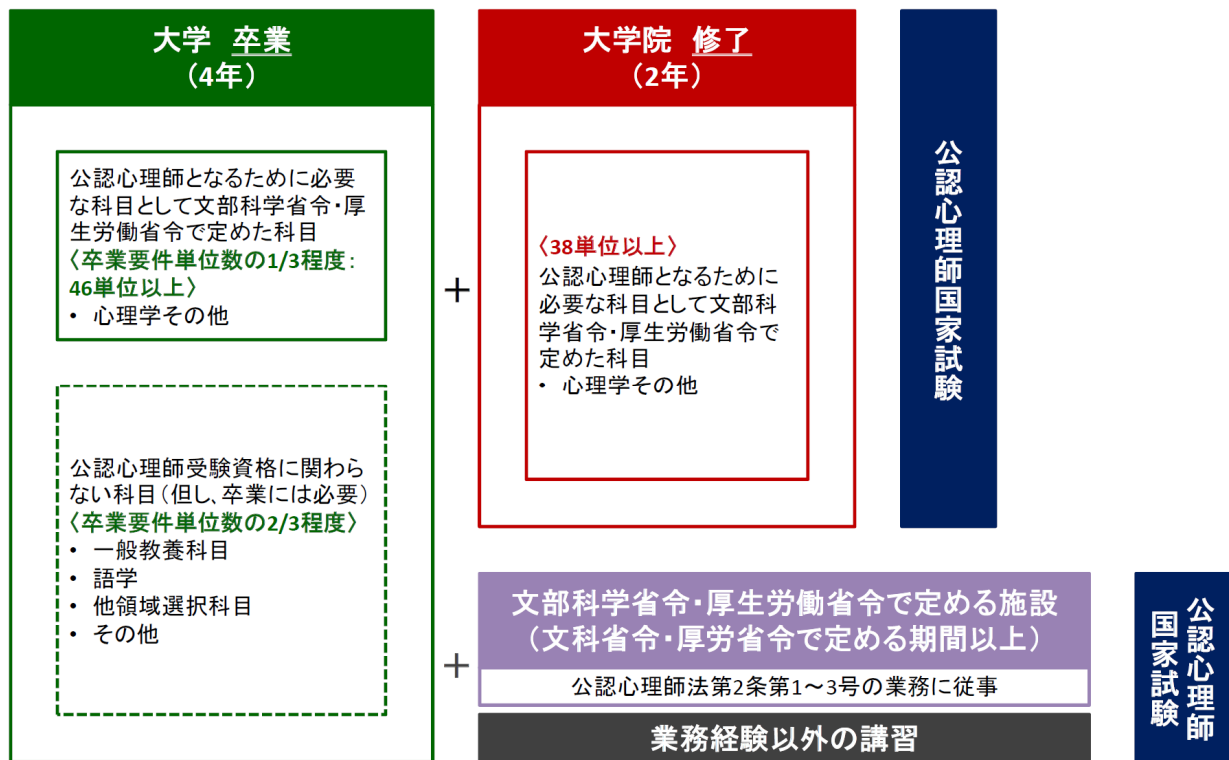 大学 卒業
(4年)
公認心理師となるために必要
な科目として文部科学省令・厚
生労働省令で定めた科目
〈卒業要件単位数の1/3程度：
46単位以上〉
• 心理学その他
公認心理師受験資格に関わら
ない科目(但し、卒業には必要)
〈卒業要件単位数の2/3程度〉
• 一般教養科目
• 語学
• 他領域選択科目
• その他
＋
大学院 修了
(2年)
〈38単位以上〉
公認心理師となるために
必要な科目として文部科
学省令・厚生労働省令で
定めた科目
• 心理学その他
公認心理師国家試験
＋
文部科学省令・厚生労働省令で定める施設
(文科省令・厚労省令で定める期間以上)
公認心理師法第2条第1～3号の業務に従事
業務経験以外の講習
公認心理師
国家試験